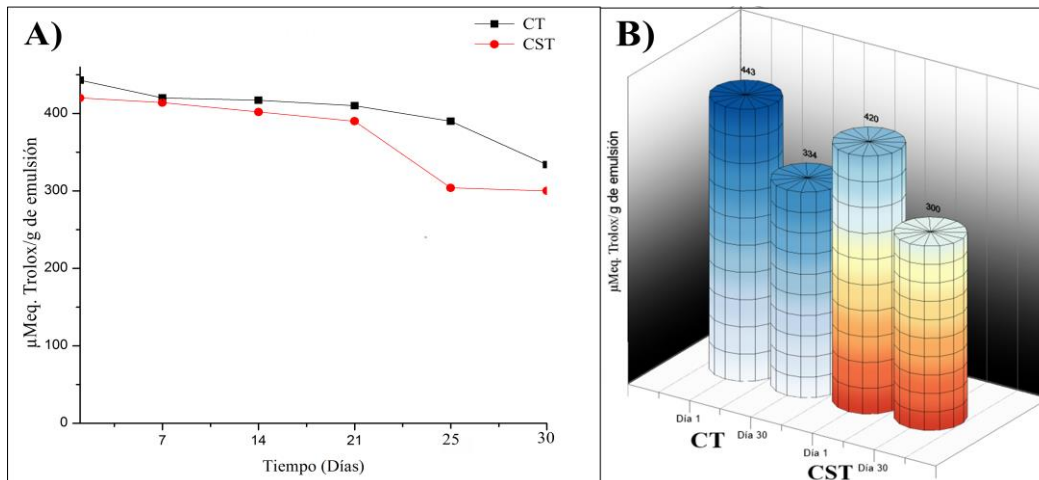 A)
CT
CST
µMeq. Trolox/g de emulsión
400
300
200
100
0
7
14
21
25
30
Tiempo (Días)
B)
µMeq. Trolox/g de emulsión
443
334
420
300
Día 1
Día 30
Día 1
Día 30
CT
CST